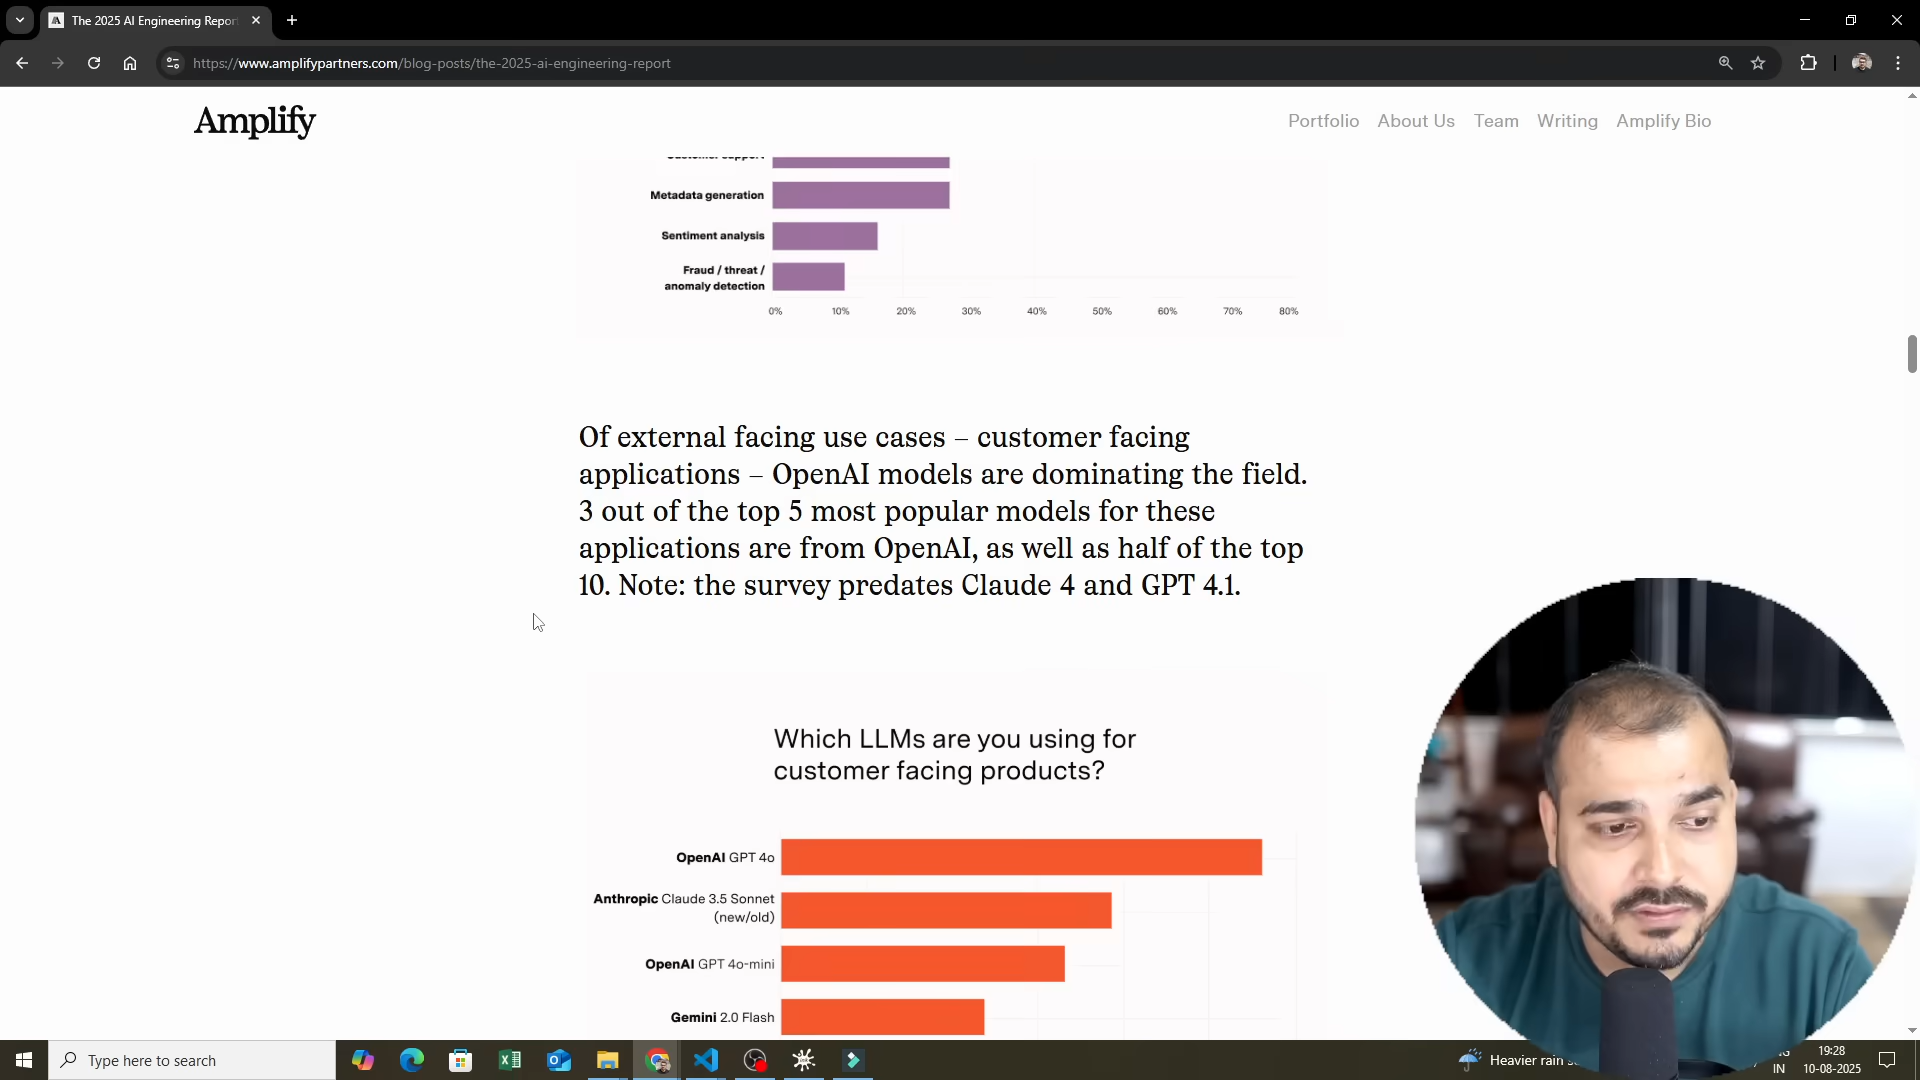 The 2025 AI Engineering Repor
https://www.amplifypartners.com/blog-posts/the-2025-ai-engineering-report
Amplify
Portfolio
About Us
Team
Writing
Amplify Bio
Customer support
Metadata generation
Sentiment analysis
Fraud / threat /
anomaly detection
0%
10%
20%
30%
40%
50%
60%
70%
80%
Of external facing use cases – customer facing
applications – OpenAI models are dominating the field.
3 out of the top 5 most popular models for these
applications are from OpenAI, as well as half of the top
10. Note: the survey predates Claude 4 and GPT 4.1.
Which LLMs are you using for
customer facing products?
OpenAI GPT 4o
Anthropic Claude 3.5 Sonnet
(new/old)
OpenAI GPT 4o-mini
Gemini 2.0 Flash
Type here to search
Heavier rain
IN
19:28
10-08-2025